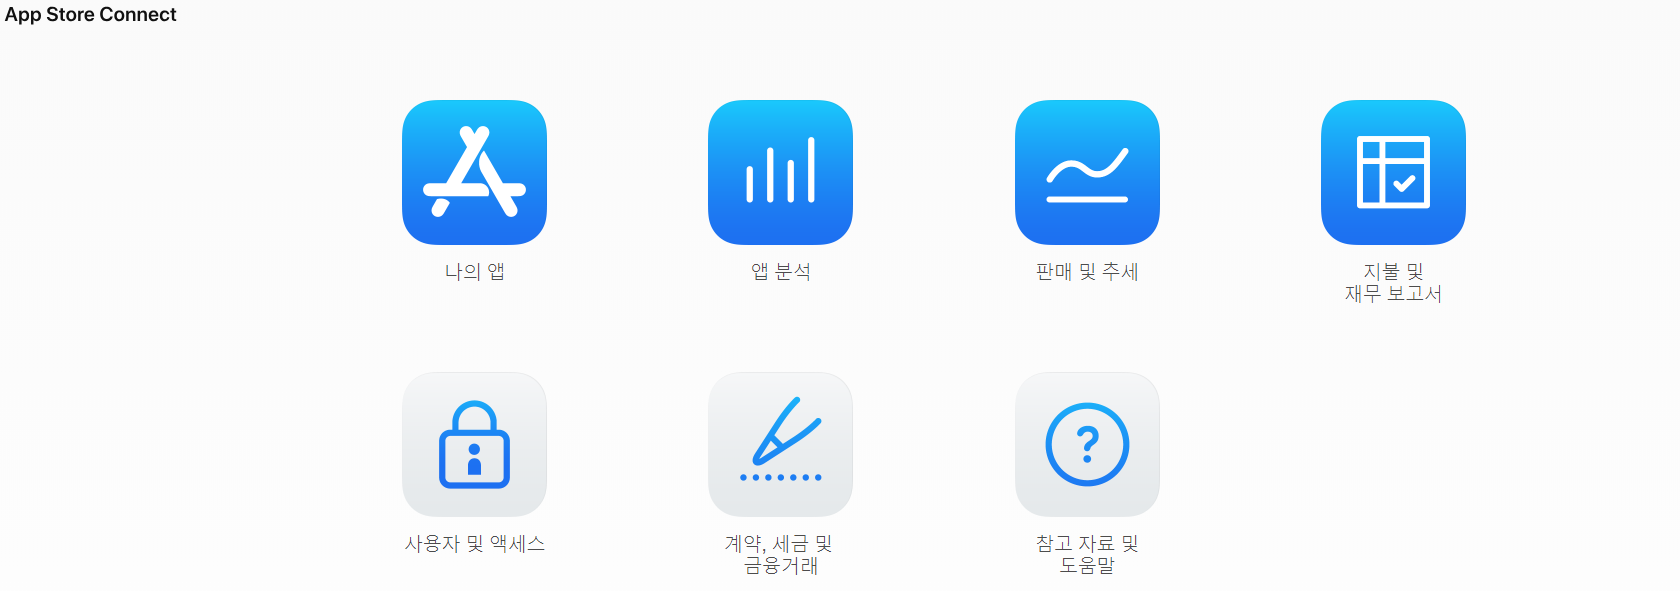 App Store Connect
나의 앱
앱 분석
판매 및 추세
지불 및
재무 보고서
사용자 및 액세스
계약, 세금 및
금융거래
참고 자료 및
도움말